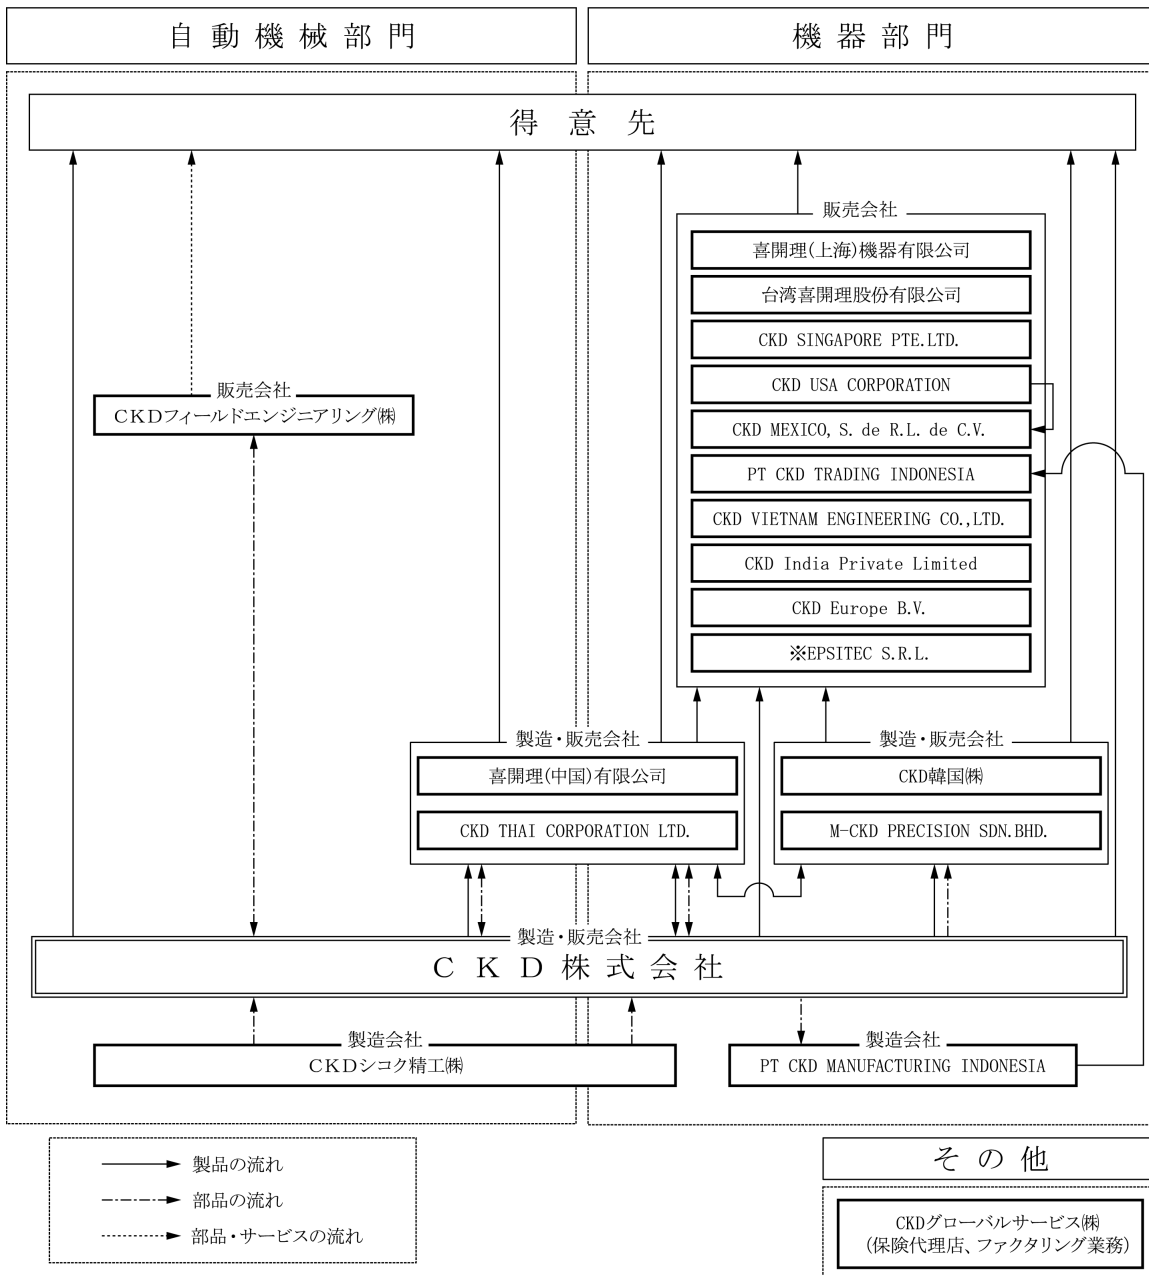 自動機械部門
機器部門
得意先
販売会社
喜開理(上海)機器有限公司
台湾喜開理股份有限公司
CKD SINGAPORE PTE.LTD.
CKD USA CORPORATION
CKD MEXICO, S. de R.L. de C.V.
PT CKD TRADING INDONESIA
CKD VIETNAM ENGINEERING CO.,LTD.
CKD India Private Limited
CKD Europe B.V.
※EPSITEC S.R.L.
販売会社
CKDフィールドエンジニアリング㈱
製造・販売会社
喜開理(中国)有限公司
CKD THAI CORPORATION LTD.
製造・販売会社
CKD韓国㈱
M-CKD PRECISION SDN.BHD.
製造・販売会社
CKD株式会社
製造会社
CKDシコク精工㈱
製造会社
PT CKD MANUFACTURING INDONESIA
製品の流れ
部品の流れ
部品・サービスの流れ
その他
CKDグローバルサービス㈱
(保険代理店、ファクタリング業務)